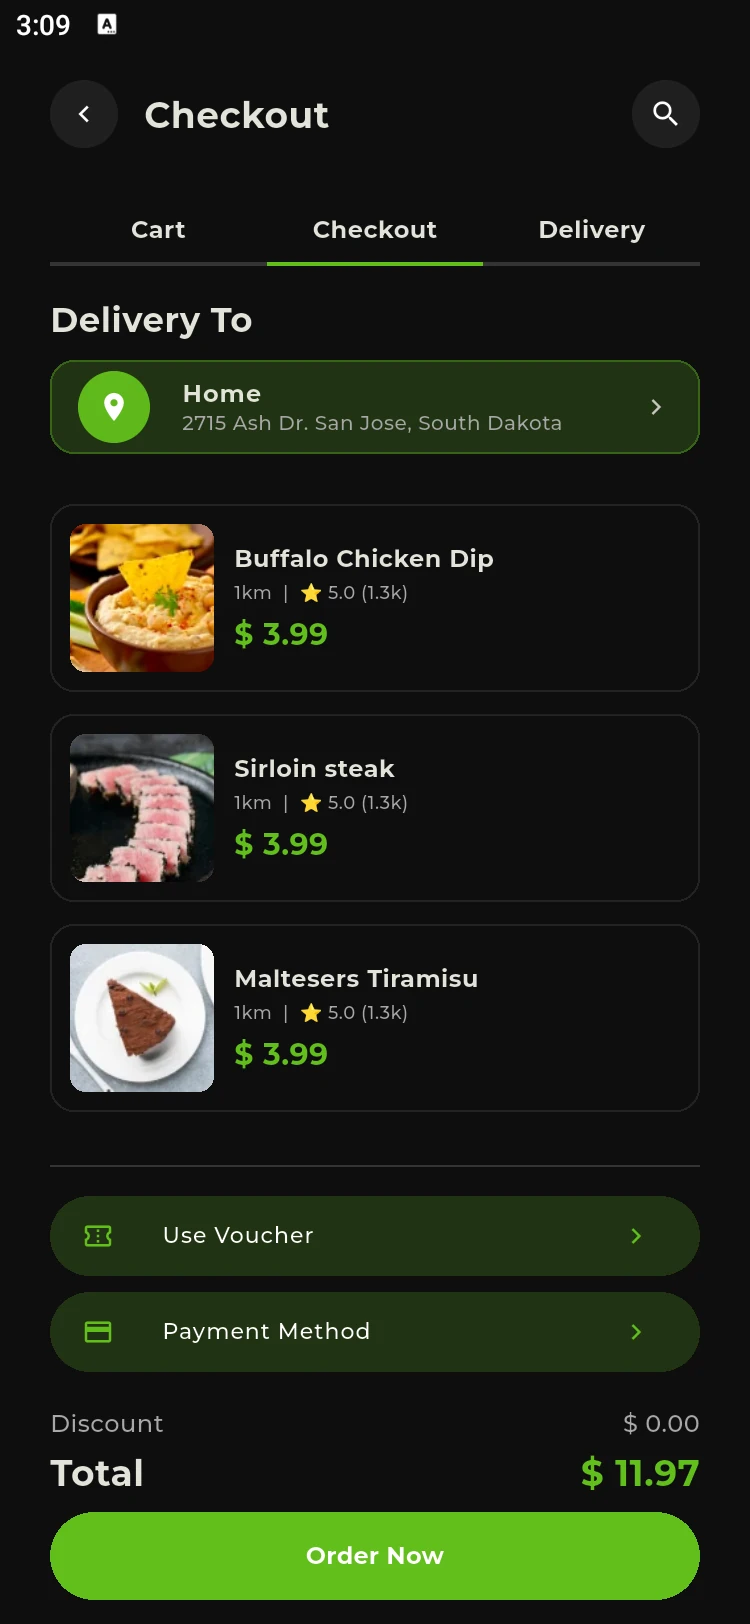 3:09
Checkout
Cart
Checkout
Delivery
Delivery To
Home
2715 Ash Dr. San Jose, South Dakota
Buffalo Chicken Dip
1km | ⭐ 5.0 (1.3k)
$ 3.99
Sirloin steak
1km | ⭐ 5.0 (1.3k)
$ 3.99
Maltesers Tiramisu
1km | ⭐ 5.0 (1.3k)
$ 3.99
Use Voucher
Payment Method
Discount $ 0.00
Total $ 11.97
Order Now